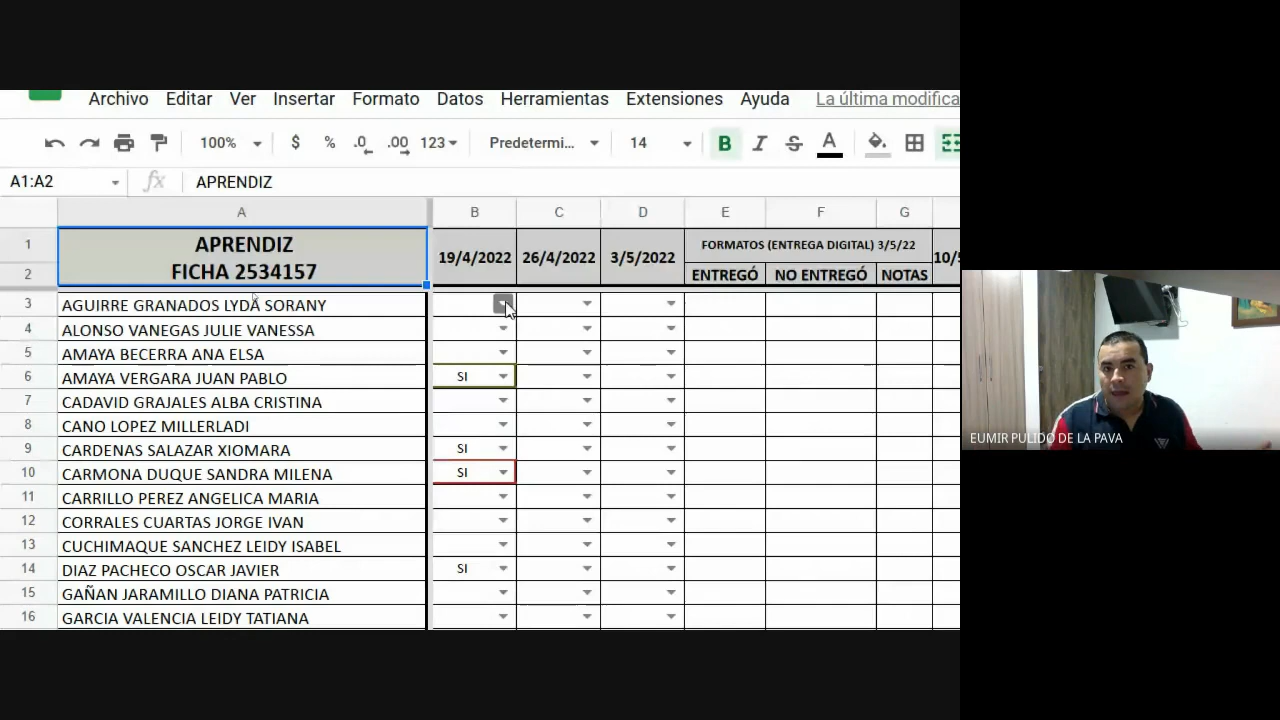 Archivo Editar Ver Insertar Formato Datos Herramientas Extensiones Ayuda La última modifica
100% $ % .0 .00 123 Predetermi... 14 B I S A
A1:A2 fx APRENDIZ
A B C D E F G
1 APRENDIZ 19/4/2022 26/4/2022 3/5/2022 FORMATOS (ENTREGA DIGITAL) 3/5/22 10/5
2 FICHA 2534157 ENTREGÓ NO ENTREGÓ NOTAS
3 AGUIRRE GRANADOS LYDA SORANY
4 ALONSO VANEGAS JULIE VANESSA
5 AMAYA BECERRA ANA ELSA
6 AMAYA VERGARA JUAN PABLO SI
7 CADAVID GRAJALES ALBA CRISTINA
8 CANO LOPEZ MILLERLADI
9 CARDENAS SALAZAR XIOMARA SI
10 CARMONA DUQUE SANDRA MILENA SI
11 CARRILLO PEREZ ANGELICA MARIA
12 CORRALES CUARTAS JORGE IVAN
13 CUCHIMAQUE SANCHEZ LEIDY ISABEL
14 DIAZ PACHECO OSCAR JAVIER SI
15 GAÑAN JARAMILLO DIANA PATRICIA
16 GARCIA VALENCIA LEIDY TATIANA
EUMIR PULIDO DE LA PAVA